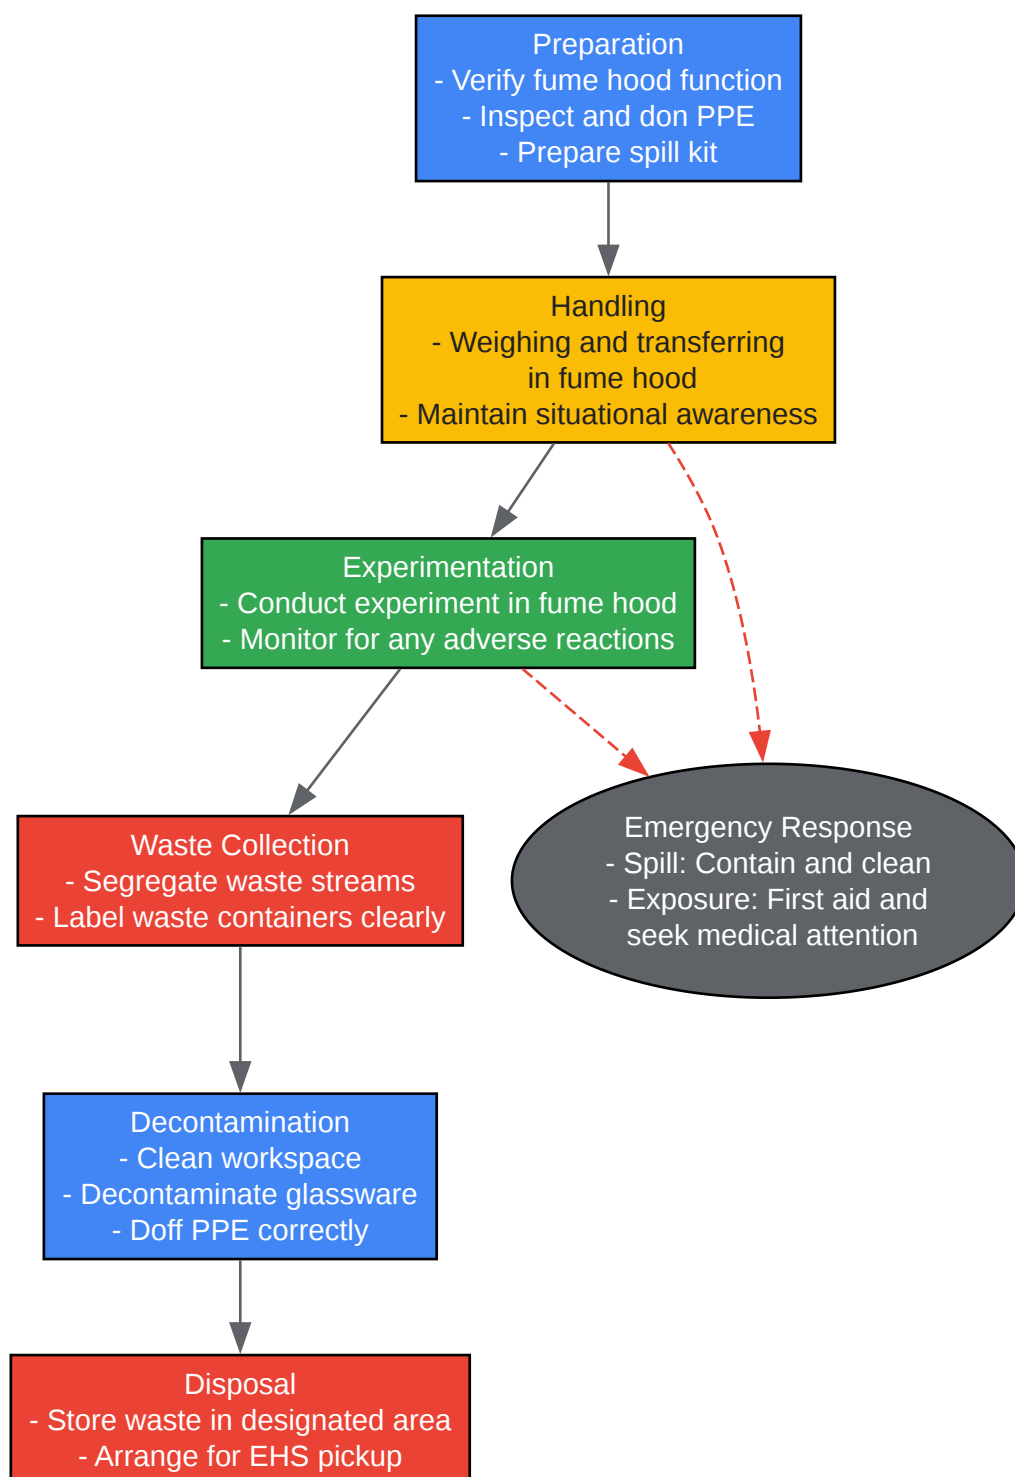 Preparation
- Verify fume hood function
- Inspect and don PPE
- Prepare spill kit
Handling
- Weighing and transferring
in fume hood
- Maintain situational awareness
Experimentation
- Conduct experiment in fume hood
- Monitor for any adverse reactions
Waste Collection
- Segregate waste streams
- Label waste containers clearly
Emergency Response
- Spill: Contain and clean
- Exposure: First aid and
seek medical attention
Decontamination
- Clean workspace
- Decontaminate glassware
- Doff PPE correctly
Disposal
- Store waste in designated area
- Arrange for EHS pickup